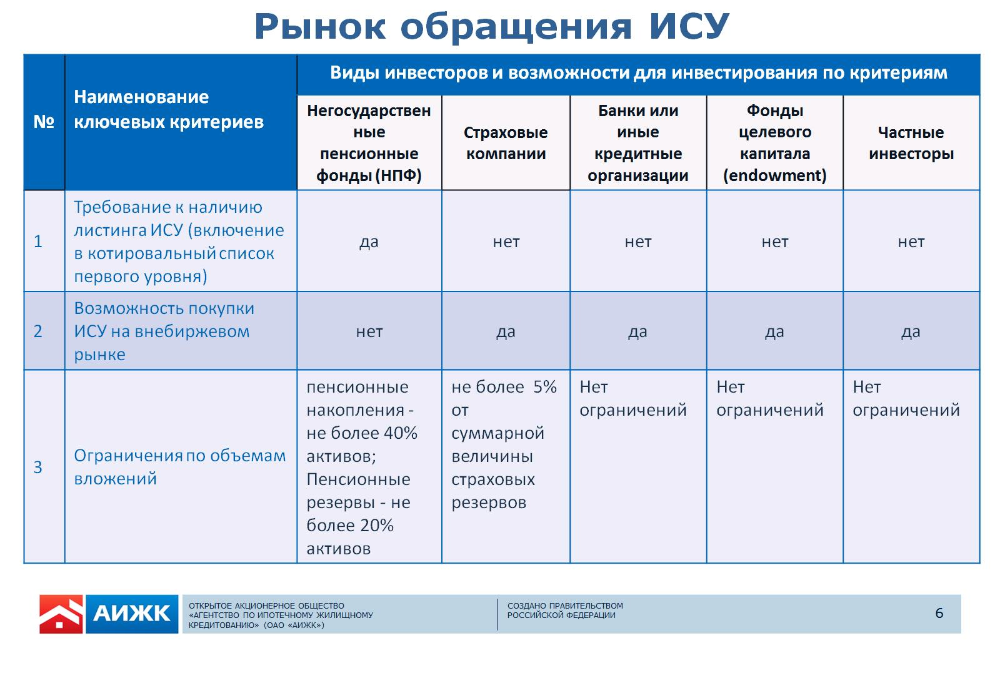 Рынок обращения ИСУ
№
Наименование
ключевых критериев
Виды инвесторов и возможности для инвестирования по критериям
Негосударствен
ные
пенсионные
фонды (НПФ)
Страховые
компании
Банки или
иные
кредитные
организации
Фонды
целевого
капитала
(endowment)
Частные
инвесторы
1
Требование к наличию
листинга ИСУ (включение
в котировальный список
первого уровня)
да
нет
нет
нет
нет
2
Возможность покупки
ИСУ на внебиржевом
рынке
нет
да
да
да
да
3
Ограничения по объемам
вложений
пенсионные
накопления -
не более 40%
активов;
Пенсионные
резервы - не
более 20%
активов
не более 5%
от
суммарной
величины
страховых
резервов
Нет
ограничений
Нет
ограничений
Нет
ограничений
АИЖК
ОТКРЫТОЕ АКЦИОНЕРНОЕ ОБЩЕСТВО
«АГЕНТСТВО ПО ИПОТЕЧНОМУ ЖИЛИЩНОМУ
КРЕДИТОВАНИЮ» (ОАО «АИЖК»)
СОЗДАНО ПРАВИТЕЛЬСТВОМ
РОССИЙСКОЙ ФЕДЕРАЦИИ
6